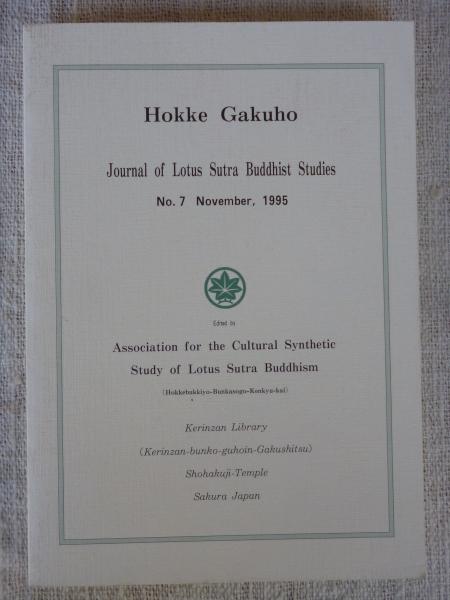 Hokke Gakuho
Journal of Lotus Sutra Buddhist Studies
No. 7 November, 1995
Edited by
Association for the Cultural Synthetic
Study of Lotus Sutra Buddhism
(Hokkebukkiyo-Bunkasogo-Kenkyu-kai)
Kerinzan Library
(Kerinzan-bunko-guhoin-Gakushitsu)
Shohakuji-Temple
Sakura Japan